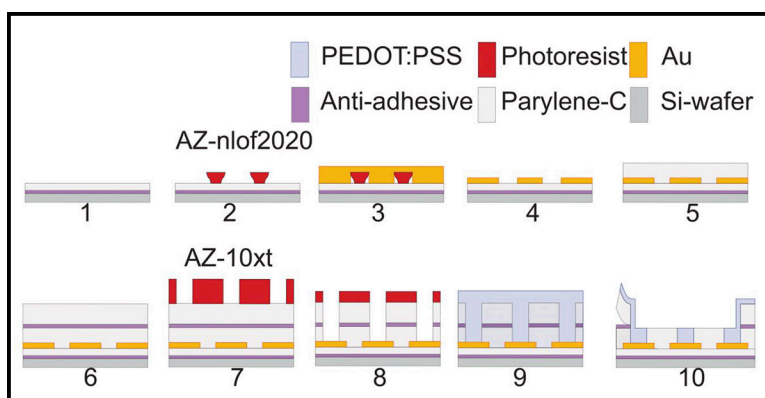 PEDOT:PSS Photoresist Au
Anti-adhesive Parylene-C Si-wafer
AZ-nlof2020
1 2 3 4 5
AZ-10xt
6 7 8 9 10